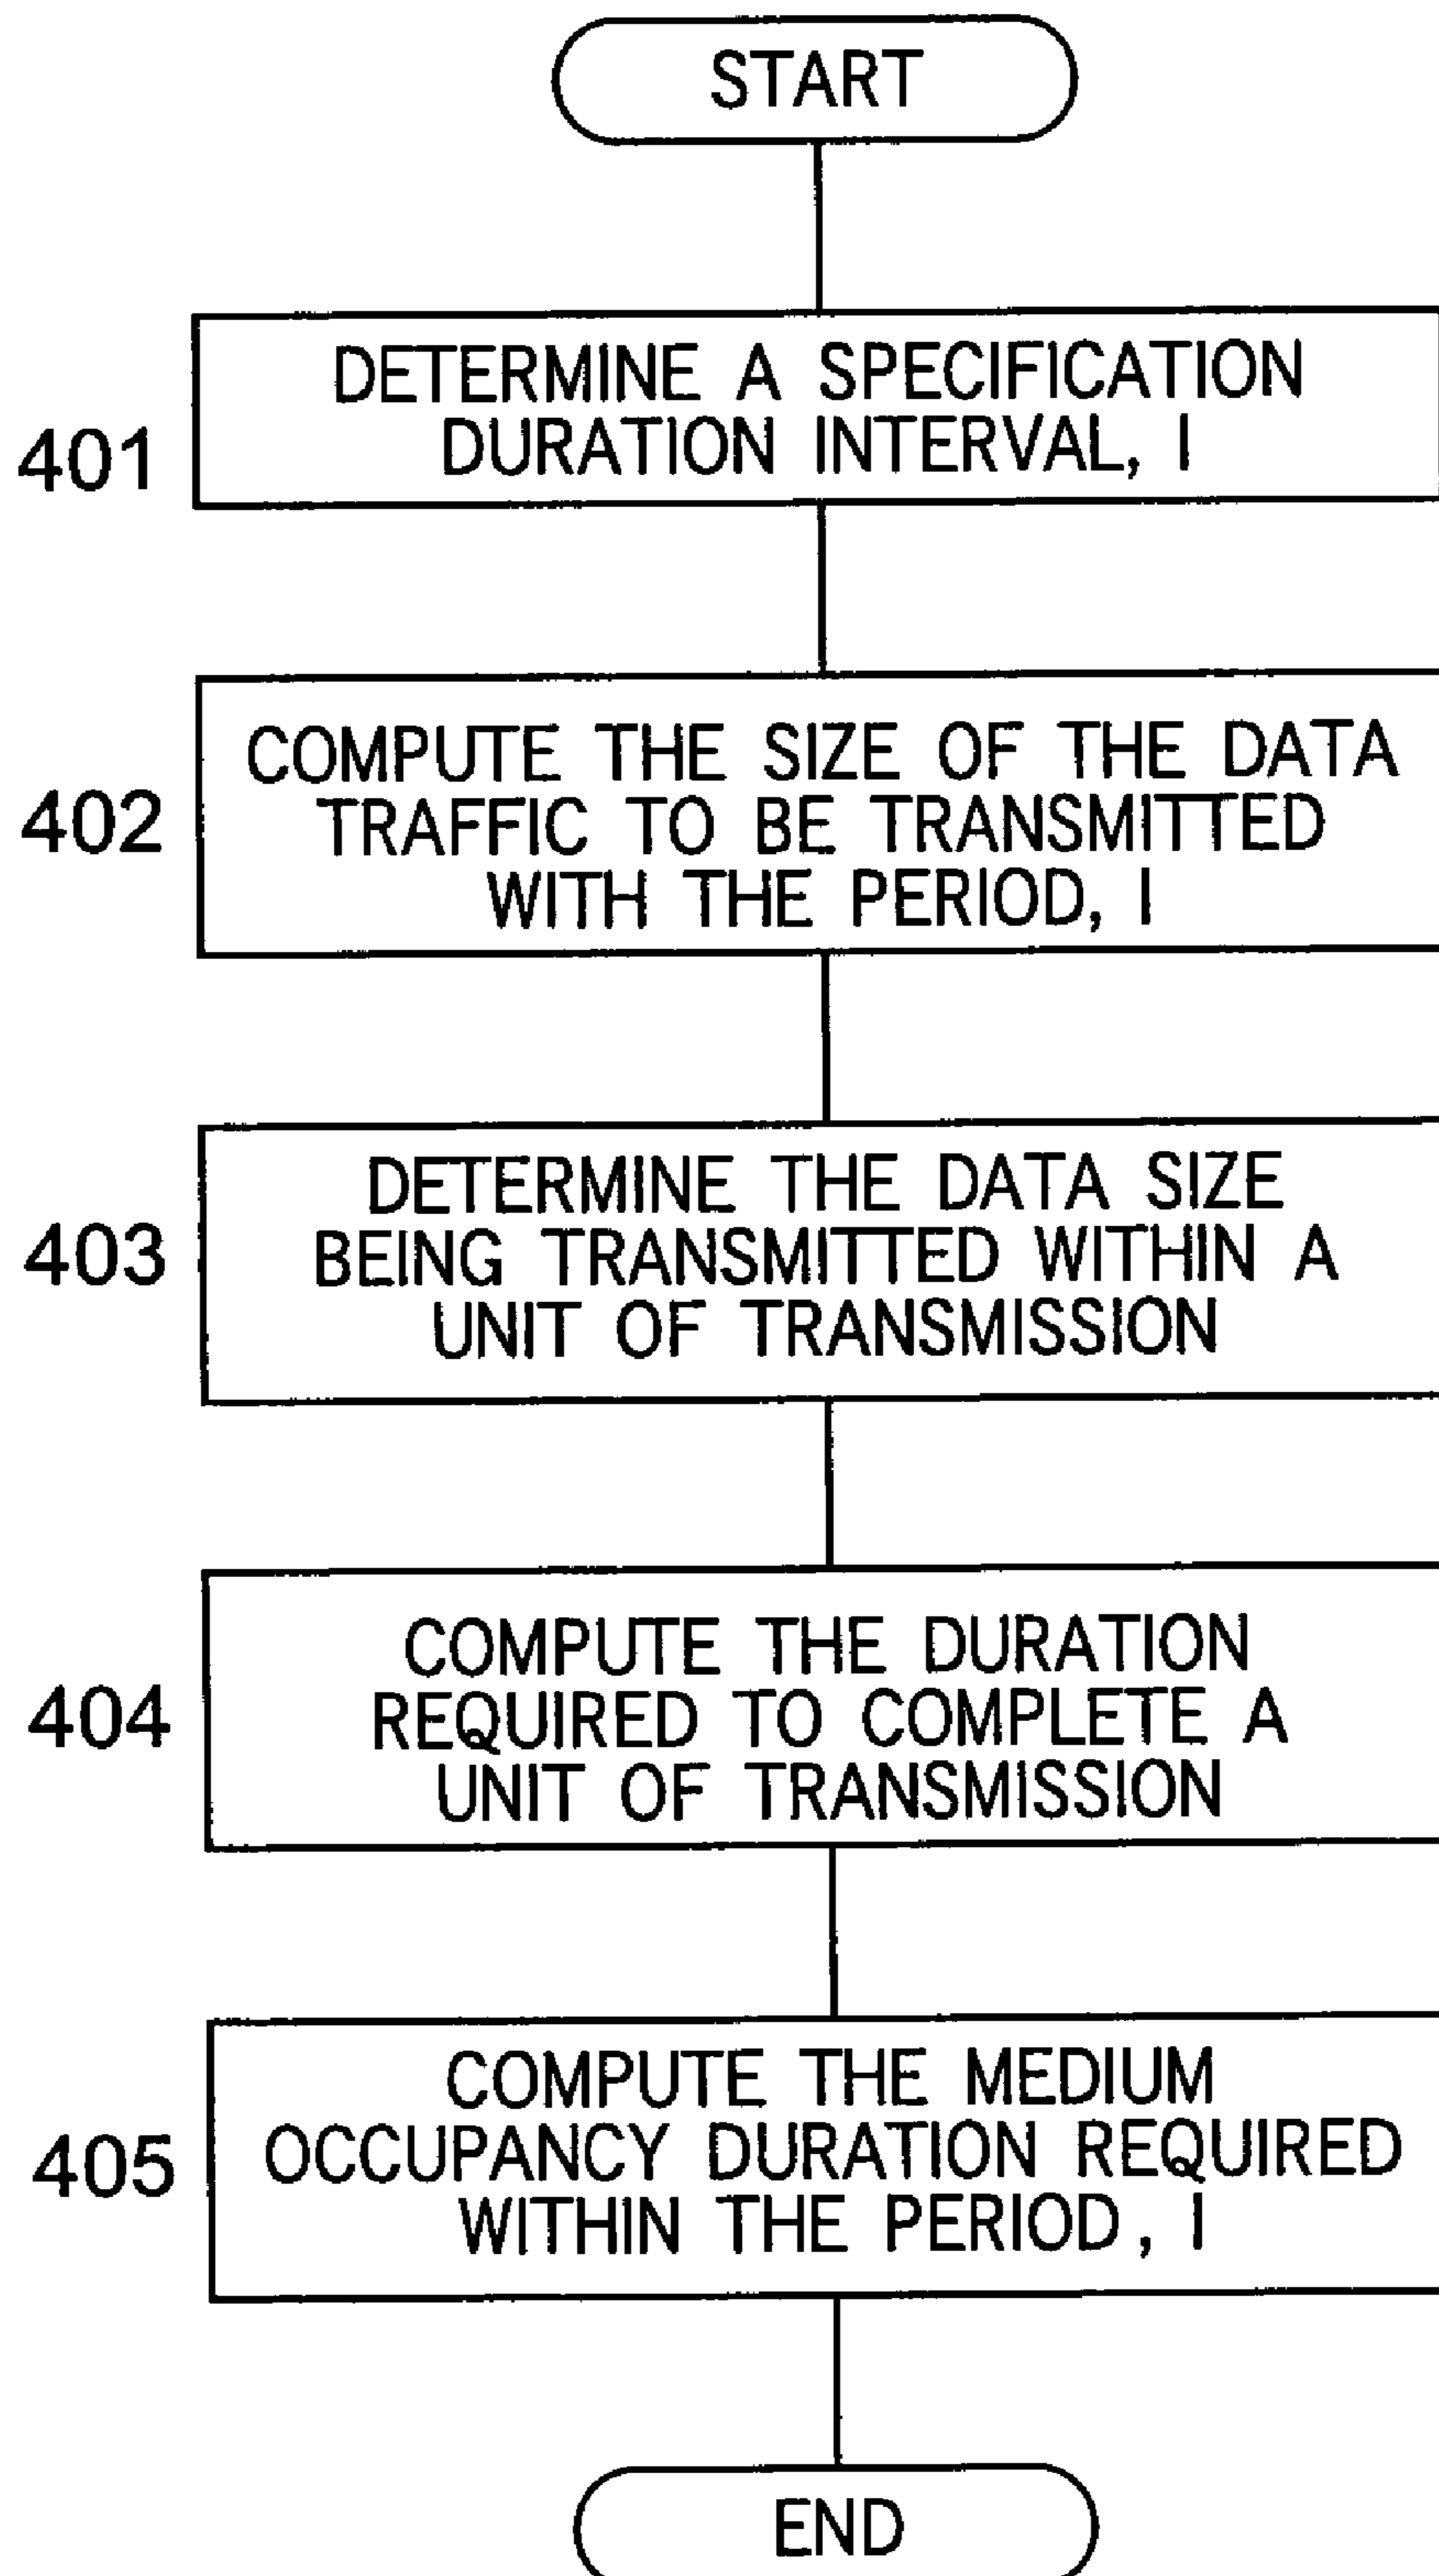 START
DETERMINE A SPECIFICATION
DURATION INTERVAL, I
401
COMPUTE THE SIZE OF THE DATA
TRAFFIC TO BE TRANSMITTED
WITH THE PERIOD, I
402
DETERMINE THE DATA SIZE
BEING TRANSMITTED WITHIN A
UNIT OF TRANSMISSION
403
COMPUTE THE DURATION
REQUIRED TO COMPLETE A
UNIT OF TRANSMISSION
404
COMPUTE THE MEDIUM
OCCUPANCY DURATION REQUIRED
WITHIN THE PERIOD, I
405
END